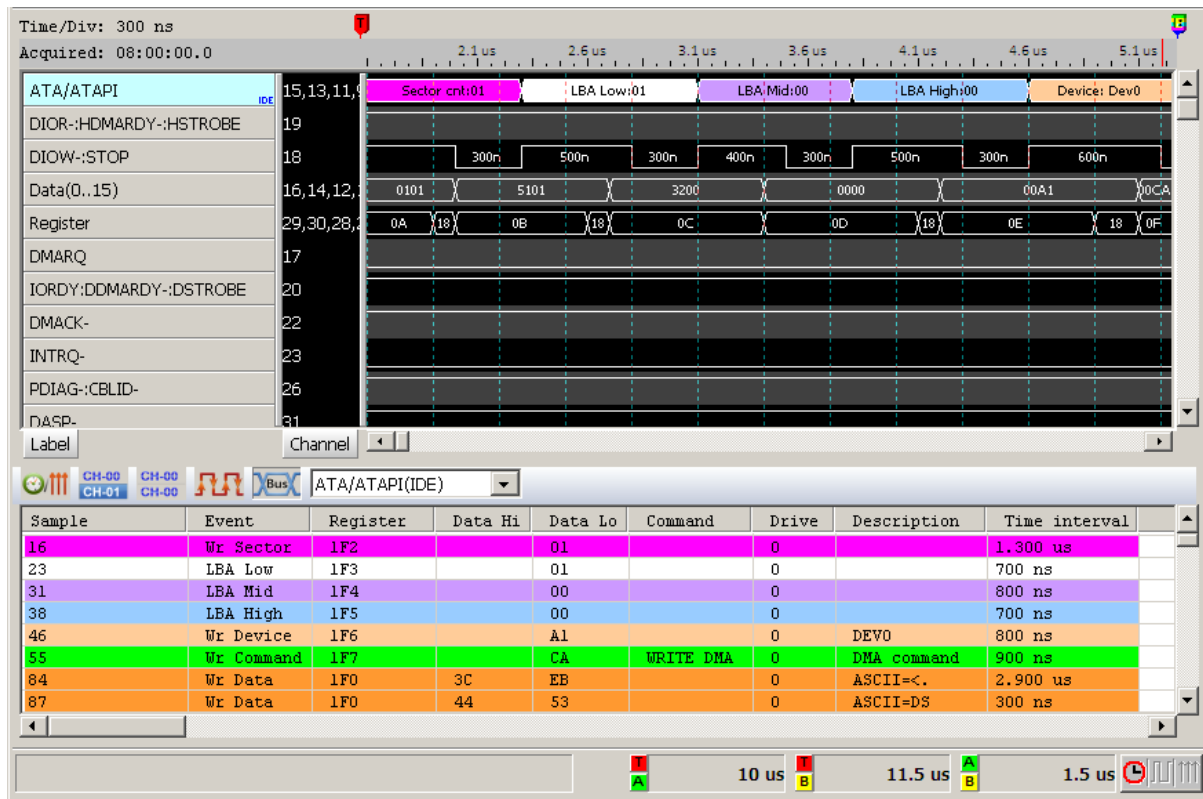 Time/Div: 300 ns T B
Acquired: 08:00:00.0 2.1 us 2.6 us 3.1 us 3.6 us 4.1 us 4.6 us 5.1 us
ATA/ATAPI IDE 15,13,11, Sector cnt:01 LBA Low:01 LBA Mid:00 LBA High:00 Device: Dev0
DIOR-:HDMARDY-:HSTROBE 19
DIOW-:STOP 18 300n 500n 300n 400n 300n 500n 300n 600n
Data(0..15) 16,14,12, 0101 5101 3200 0000 00A1 00CA
Register 29,30,28, 0A 18 0B 18 0C 0D 18 0E 18 0F
DMARQ 17
IORDY:DDMARDY-:DSTROBE 20
DMACK- 22
INTRQ- 23
PDIAG-:CBLID- 26
DASP- 31
Label Channel
CH-00 CH-01 CH-00 CH-00 Bus ATA/ATAPI(IDE)
Sample Event Register Data Hi Data Lo Command Drive Description Time interval
16 Wr Sector 1F2 01 0 1.300 us
23 LBA Low 1F3 01 0 700 ns
31 LBA Mid 1F4 00 0 800 ns
38 LBA High 1F5 00 0 700 ns
46 Wr Device 1F6 A1 0 DEV0 800 ns
55 Wr Command 1F7 CA WRITE DMA 0 DMA command 900 ns
84 Wr Data 1F0 3C EB 0 ASCII=<. 2.900 us
87 Wr Data 1F0 44 53 0 ASCII=DS 300 ns
T A 10 us T B 11.5 us A B 1.5 us